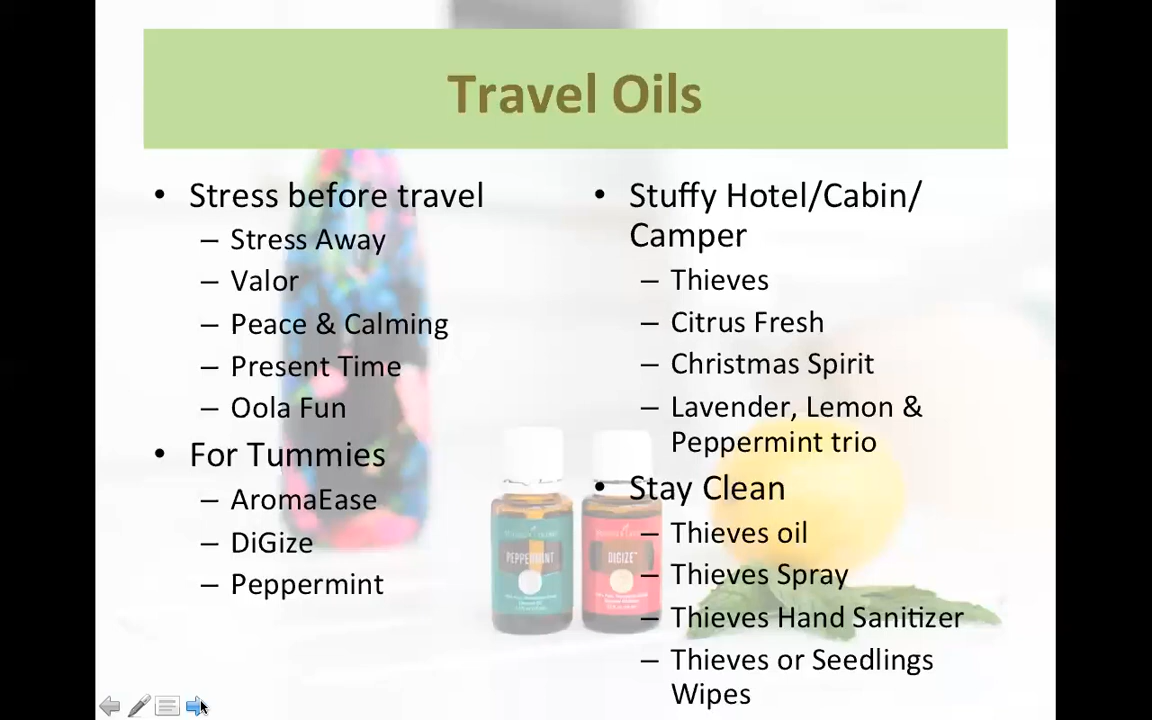 Travel Oils
• Stress before travel
– Stress Away
– Valor
– Peace & Calming
– Present Time
– Oola Fun
• For Tummies
– AromaEase
– DiGize
– Peppermint
• Stuffy Hotel/Cabin/
Camper
– Thieves
– Citrus Fresh
– Christmas Spirit
– Lavender, Lemon &
Peppermint trio
• Stay Clean
– Thieves oil
– Thieves Spray
– Thieves Hand Sanitizer
– Thieves or Seedlings
Wipes
PEPPERMINT
DIGIZE™